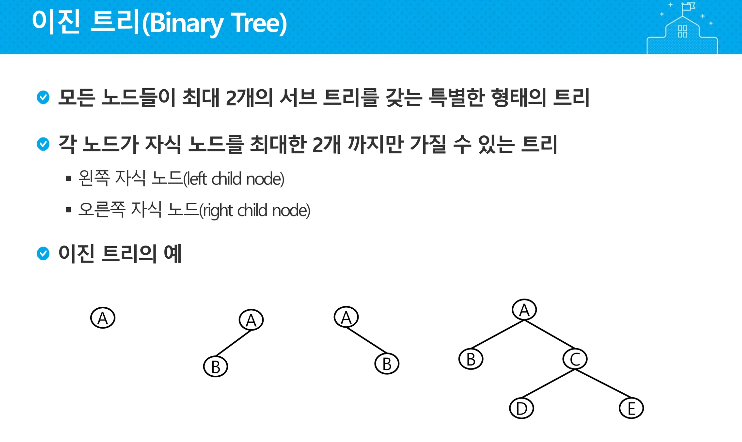 이진 트리(Binary Tree)
모든 노드들이 최대 2개의 서브 트리를 갖는 특별한 형태의 트리
각 노드가 자식 노드를 최대한 2개 까지만 가질 수 있는 트리
왼쪽 자식 노드(left child node)
오른쪽 자식 노드(right child node)
이진 트리의 예
A
A
B
A
B
A
B
C
D
E